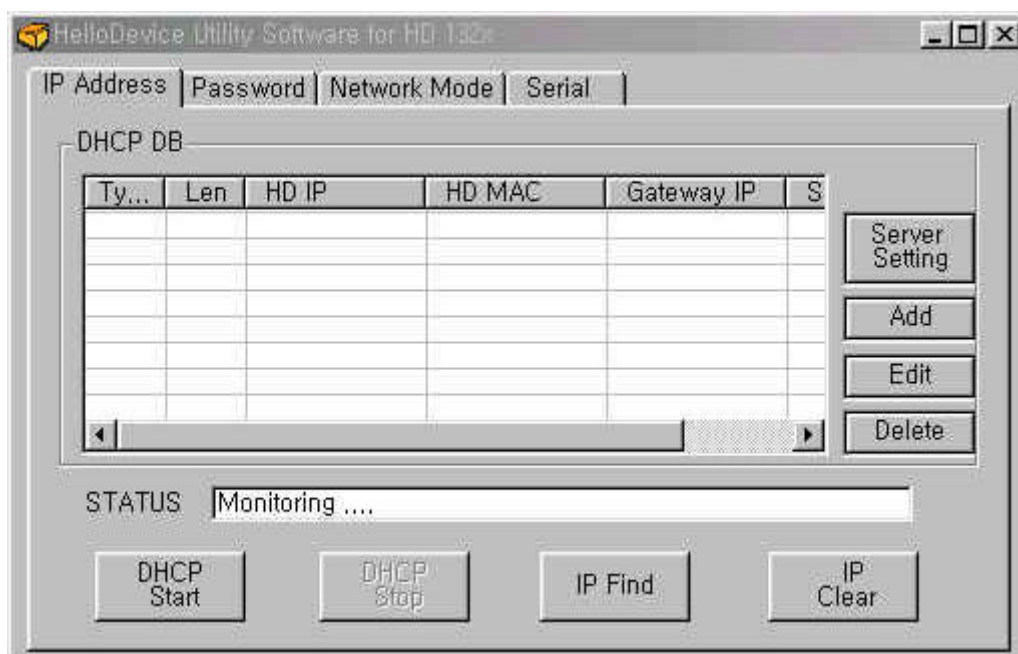 HelloDevice Utility Software for HD 132x
IP Address Password Network Mode Serial
DHCP DB
Ty... Len HD IP HD MAC Gateway IP S
Server
Setting
Add
Edit
Delete
STATUS Monitoring ....
DHCP
Start
DHCP
Stop
IP Find
IP
Clear